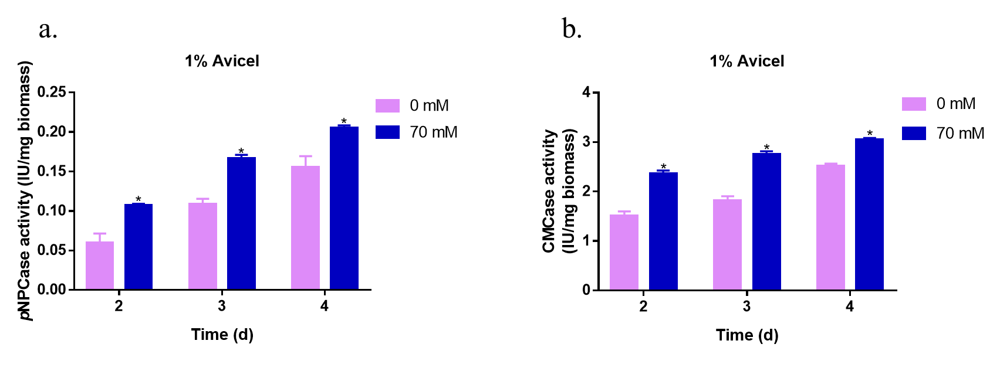 a.
1% Avicel
pNPCase activity (IU/mg biomass)
0.25
0.20
0.15
0.10
0.05
0.00
*
*
*
2
3
4
Time (d)
0 mM
70 mM
b.
1% Avicel
CMCase activity
(IU/mg biomass)
4
3
2
1
0
*
*
*
2
3
4
Time (d)
0 mM
70 mM